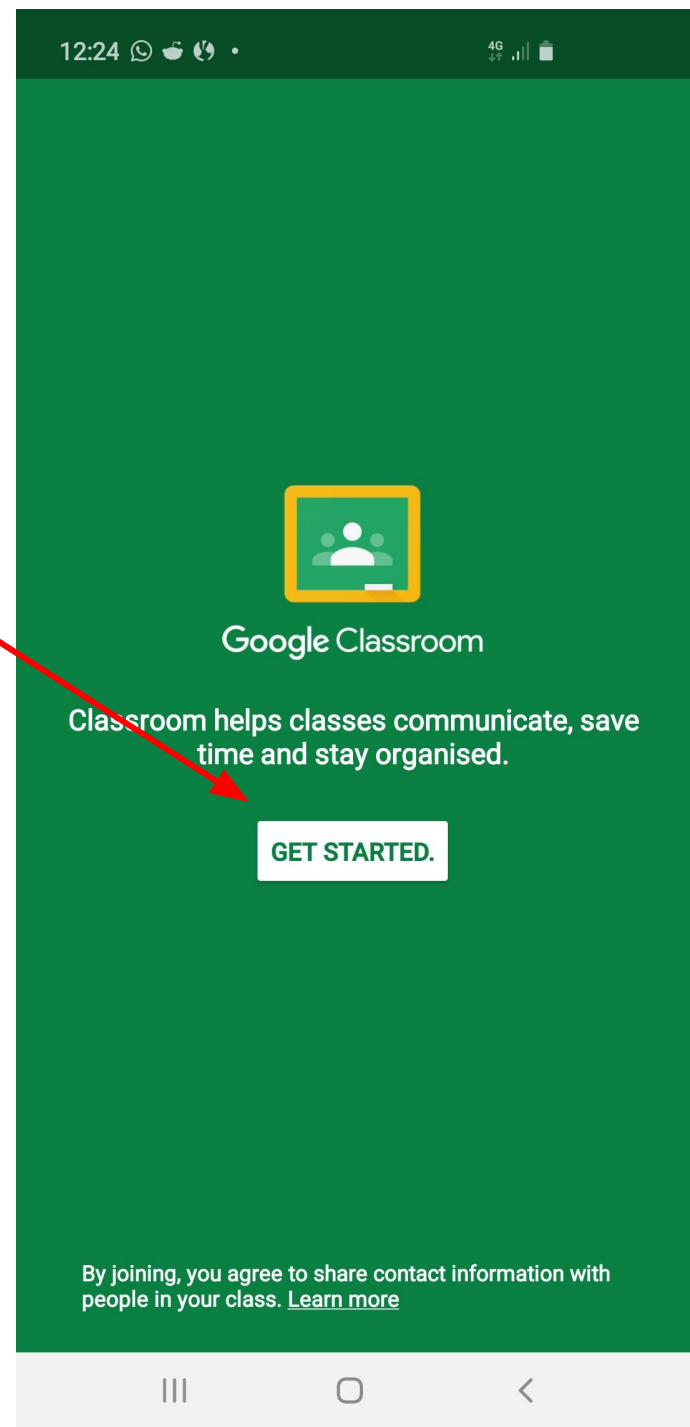 12:24
4G
Google Classroom
Classroom helps classes communicate, save
time and stay organised.
GET STARTED.
By joining, you agree to share contact information with
people in your class. Learn more